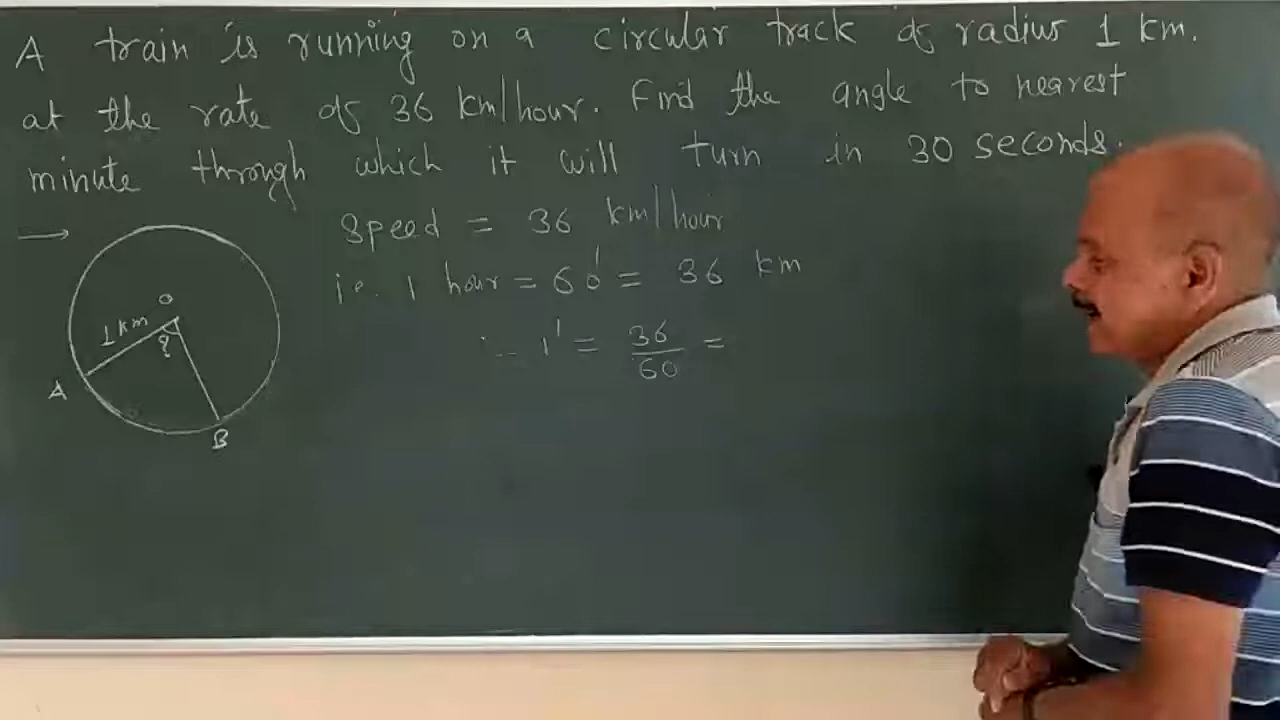 A train is running on a circular track of radius 1 km.
at the rate of 36 km/hour. Find the angle to nearest
minute through which it will turn in 30 seconds.
→
Speed = 36 km/hour
i.e. 1 hour = 60' = 36 km
∴ 1' = 36/60 =
O
1 km
?
A
B